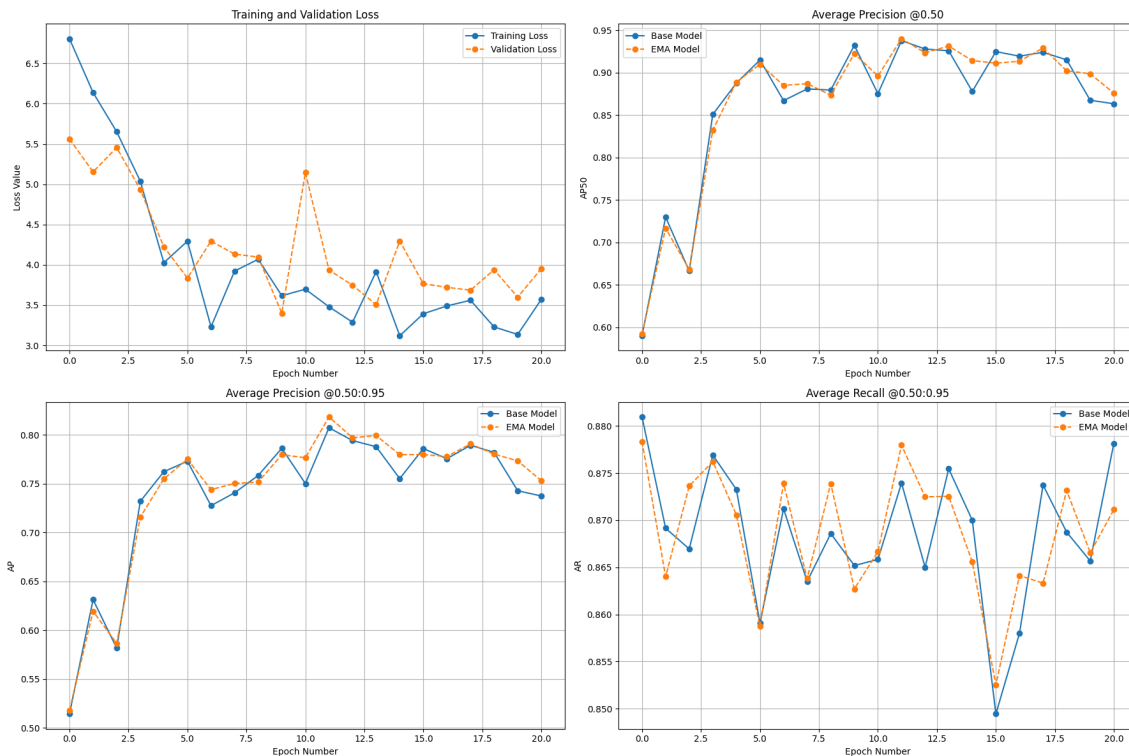 Training and Validation Loss
Training Loss
Validation Loss
Loss Value
6.5
6.0
5.5
5.0
4.5
4.0
3.5
3.0
0.0 2.5 5.0 7.5 10.0 12.5 15.0 17.5 20.0
Epoch Number
Average Precision @0.50
Base Model
EMA Model
AP50
0.95
0.90
0.85
0.80
0.75
0.70
0.65
0.60
0.0 2.5 5.0 7.5 10.0 12.5 15.0 17.5 20.0
Epoch Number
Average Precision @0.50:0.95
Base Model
EMA Model
AP
0.80
0.75
0.70
0.65
0.60
0.55
0.50
0.0 2.5 5.0 7.5 10.0 12.5 15.0 17.5 20.0
Epoch Number
Average Recall @0.50:0.95
Base Model
EMA Model
AR
0.880
0.875
0.870
0.865
0.860
0.855
0.850
0.0 2.5 5.0 7.5 10.0 12.5 15.0 17.5 20.0
Epoch Number